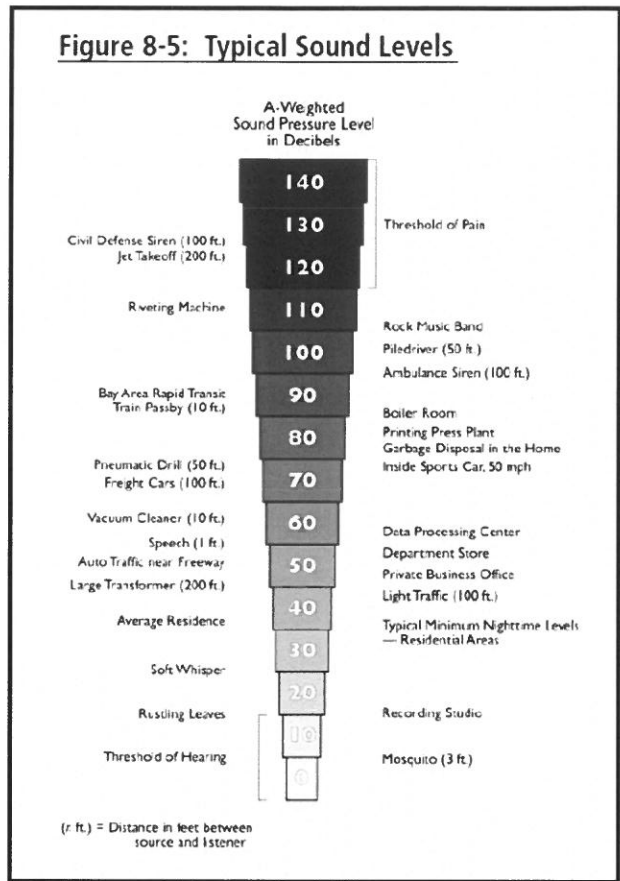 Figure 8-5: Typical Sound Levels
A-Weighted
Sound Pressure Level
in Decibels
140
130
Threshold of Pain
Civil Defense Siren (100 ft.)
Jet Takeoff (200 ft.)
120
Riveting Machine
110
Rock Music Band
100
Piledriver (50 ft.)
Ambulance Siren (100 ft.)
Bay Area Rapid Transit
Train Passby (10 ft.)
90
Boiler Room
80
Printing Press Plant
Garbage Disposal in the Home
Pneumatic Drill (50 ft.)
Freight Cars (100 ft.)
70
Inside Sports Car, 50 mph
Vacuum Cleaner (10 ft.)
60
Data Processing Center
Speech (1 ft.)
Department Store
Auto Traffic near Freeway
50
Private Business Office
Large Transformer (200 ft.)
Light Traffic (100 ft.)
40
Average Residence
Typical Minimum Nighttime Levels
— Residential Areas
30
Soft Whisper
20
Rustling Leaves
Recording Studio
10
Threshold of Hearing
Mosquito (3 ft.)
0
(r. ft.) = Distance in feet between
source and listener